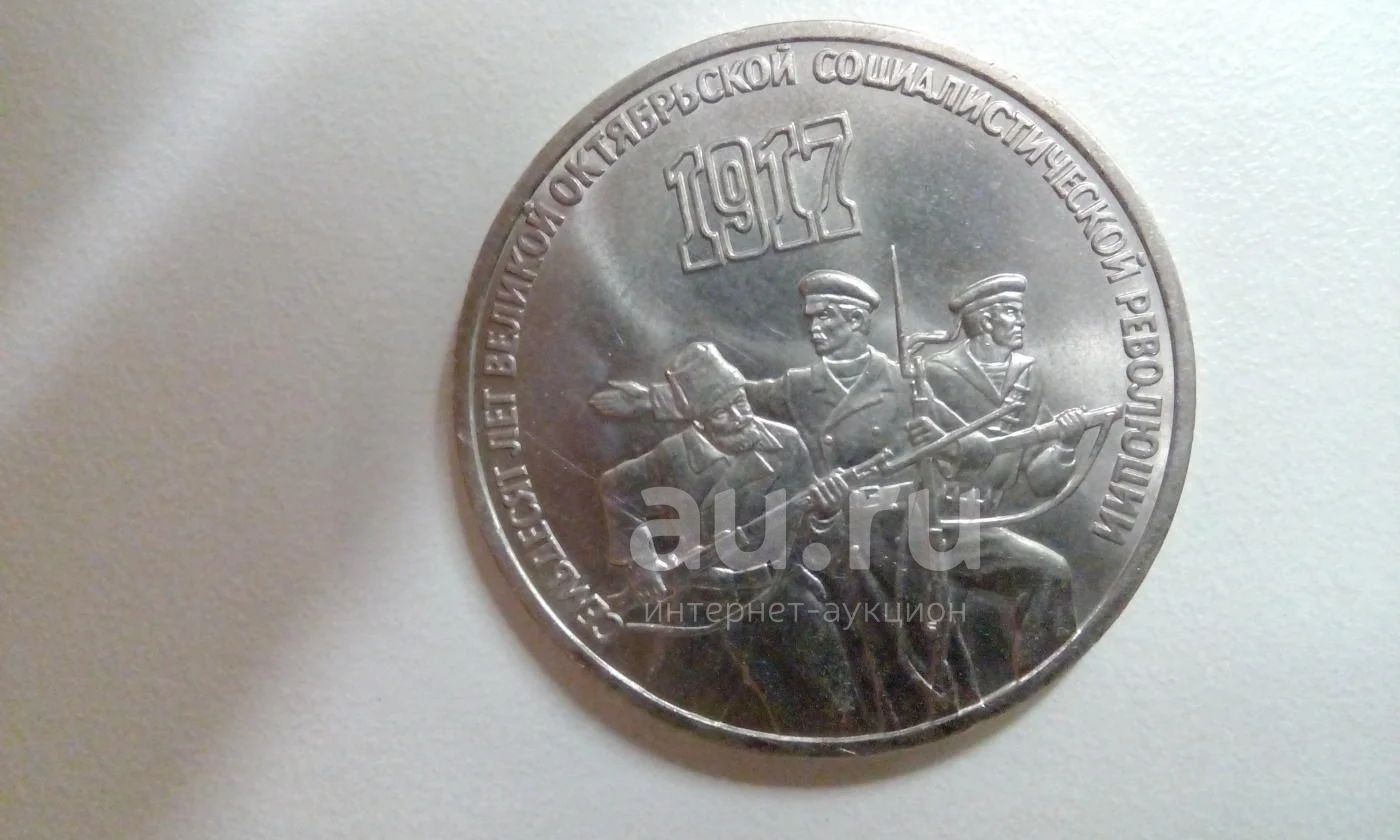 СЕМЬДЕСЯТ ЛЕТ ВЕЛИКОЙ ОКТЯБРЬСКОЙ СОЦИАЛИСТИЧЕСКОЙ РЕВОЛЮЦИИ
1917
au.ru
интернет-аукцион